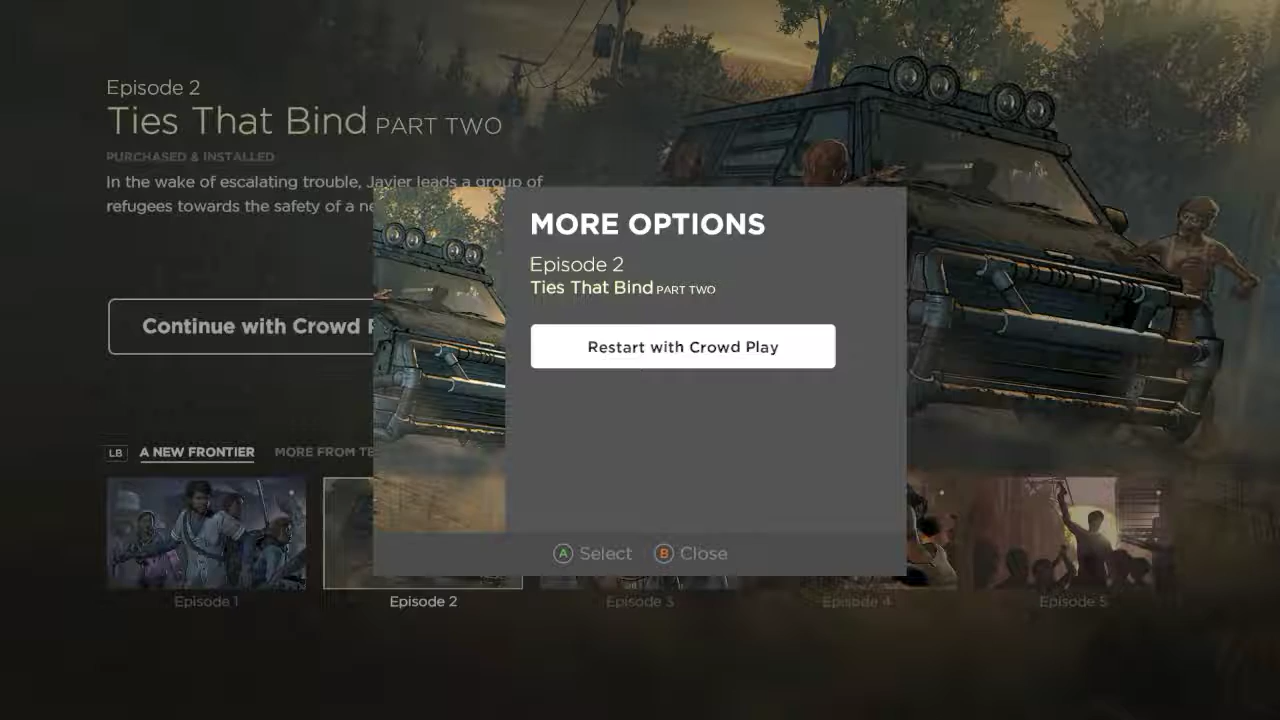 Episode 2
Ties That Bind PART TWO
PURCHASED & INSTALLED
In the wake of escalating trouble, Javier leads a group of
refugees towards the safety of a
Continue with Crowd
MORE OPTIONS
Episode 2
Ties That Bind PART TWO
Restart with Crowd Play
A Select B Close
LB A NEW FRONTIER MORE FROM
Episode 1 Episode 2 Episode 3 Episode 4 Episode 5